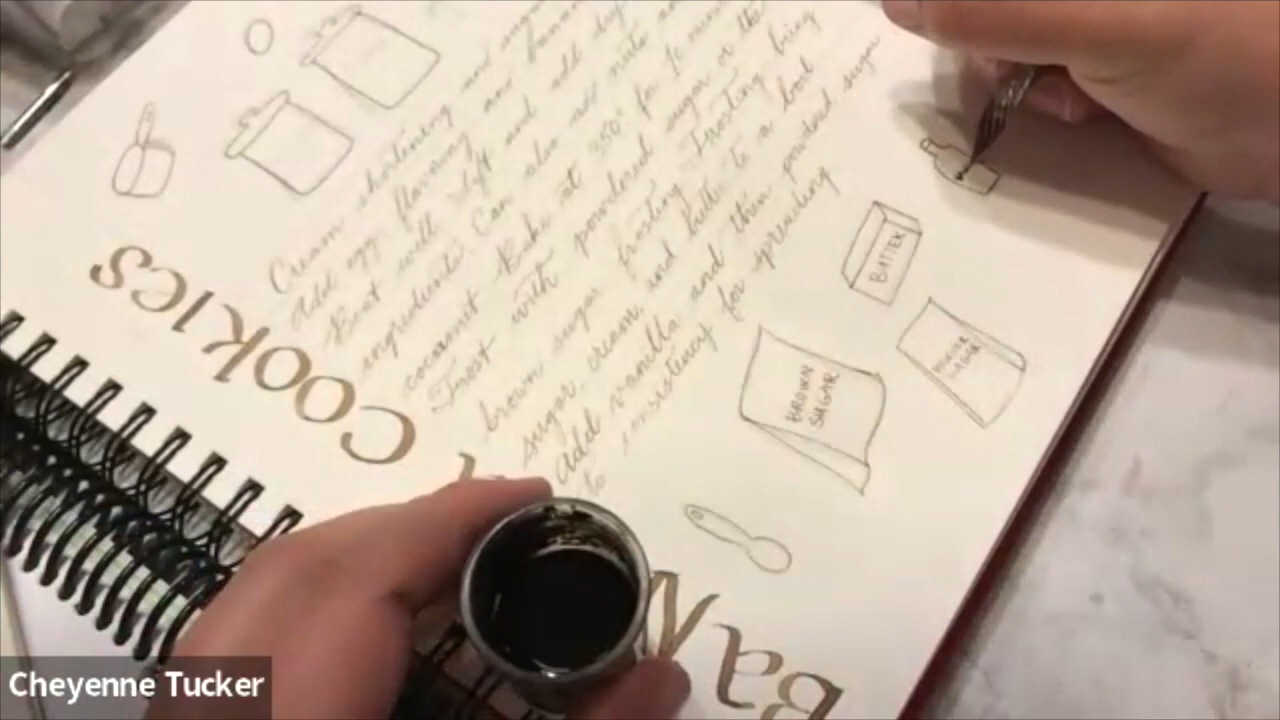 BaN
Cookies
Cream shortening and
Add egg, flavoring and
Beat well. Sift and add dry
ingredients. Can also add nuts
coconut. Bake at 350° for
Frost with powdered sugar or the
brown sugar frosting. Frosting bring
sugar, cream, and butter to a boil
Add vanilla and then powdered sugar
to consistency for spreading
BUTTER
BROWN
SUGAR
SUGAR
Cheyenne Tucker